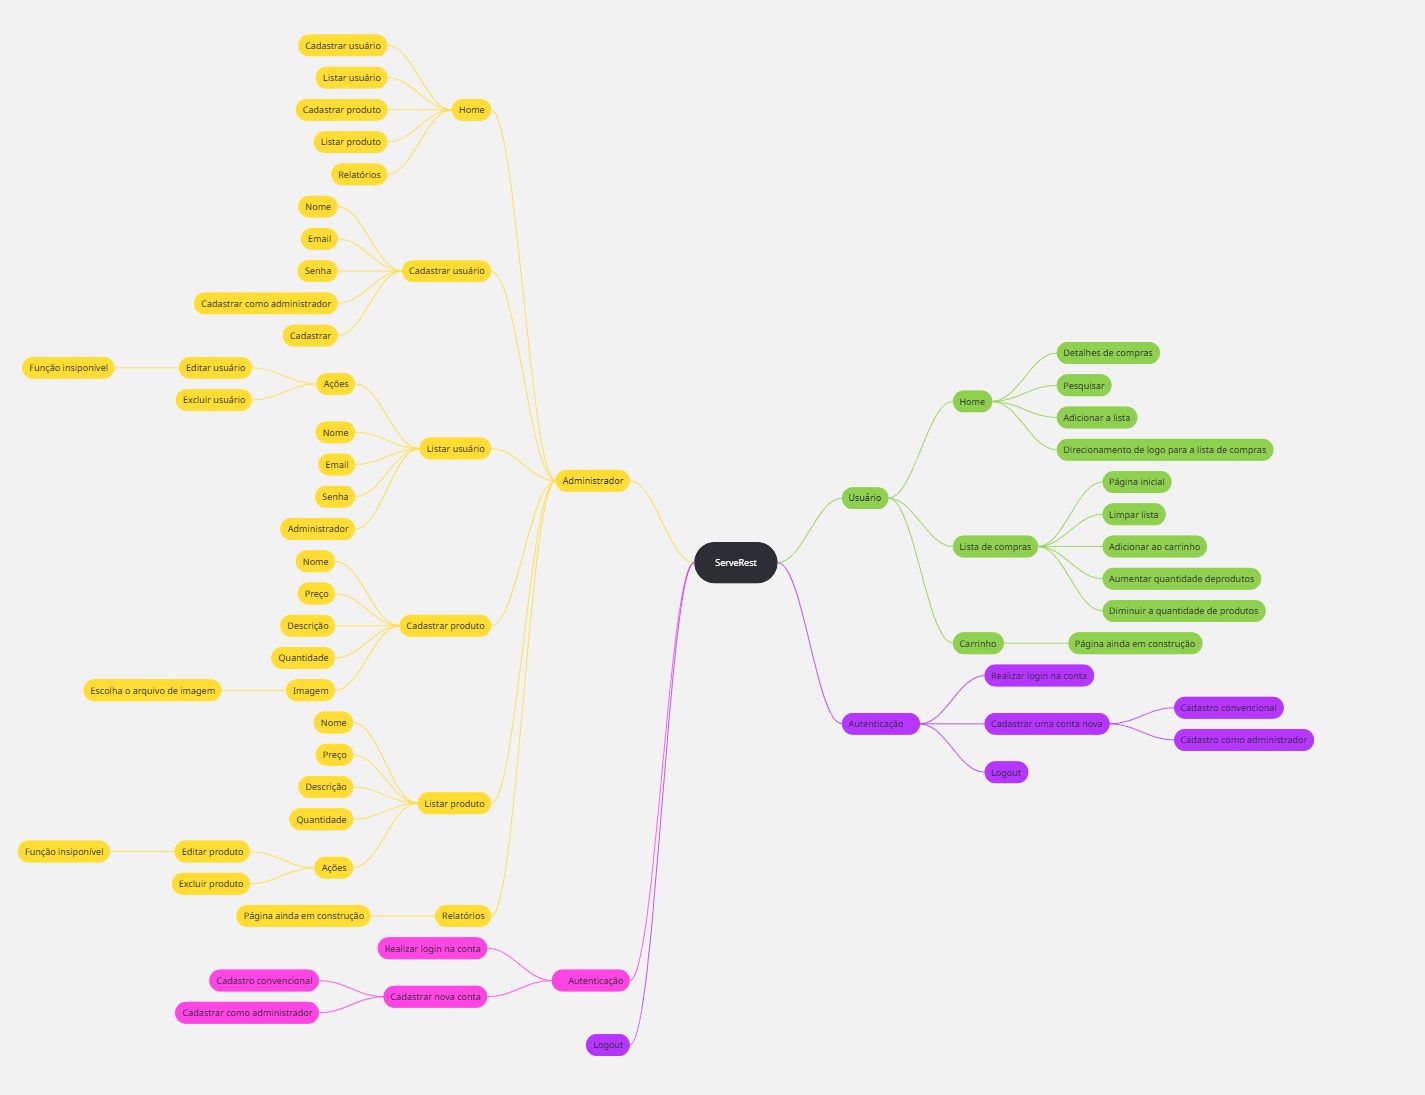 Cadastrar usuário
Listar usuário
Cadastrar produto
Listar produto
Relatórios
Home
Nome
Email
Senha
Cadastrar como administrador
Cadastrar
Cadastrar usuário
Função insiponível
Editar usuário
Excluir usuário
Ações
Nome
Email
Senha
Administrador
Listar usuário
Administrador
Nome
Preço
Descrição
Quantidade
Escolha o arquivo de imagem
Imagem
Cadastrar produto
Nome
Preço
Descrição
Quantidade
Função insiponível
Editar produto
Excluir produto
Ações
Listar produto
Página ainda em construção
Relatórios
Realizar login na conta
Cadastro convencional
Cadastrar como administrador
Cadastrar nova conta
Autenticação
Logout
ServeRest
Usuário
Home
Detalhes de compras
Pesquisar
Adicionar a lista
Direcionamento de logo para a lista de compras
Lista de compras
Página inicial
Limpar lista
Adicionar ao carrinho
Aumentar quantidade deprodutos
Diminuir a quantidade de produtos
Carrinho
Página ainda em construção
Autenticação
Realizar login na conta
Cadastrar uma conta nova
Cadastro convencional
Cadastro como administrador
Logout